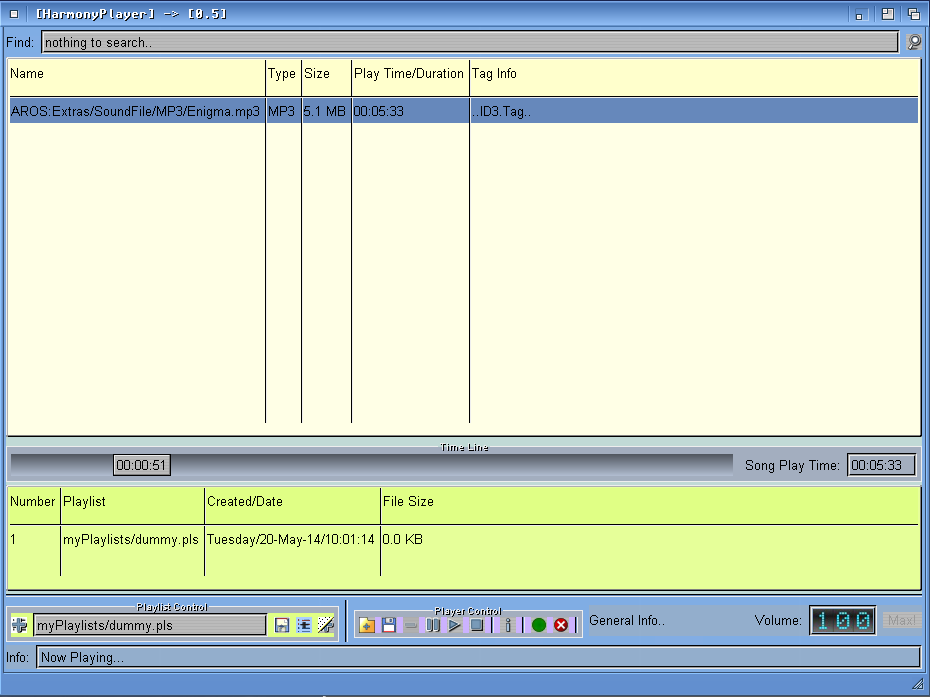 [HarmonyPlayer] -> [0.5]
Find: nothing to search..
Name Type Size Play Time/Duration Tag Info
AROS:Extras/SoundFile/MP3/Enigma.mp3 MP3 5.1 MB 00:05:33 ..ID3.Tag..
Time Line
00:00:51 Song Play Time: 00:05:33
Number Playlist Created/Date File Size
1 myPlaylists/dummy.pls Tuesday/20-May-14/10:01:14 0.0 KB
Playlist Control Player Control
myPlaylists/dummy.pls General Info.. Volume: 100 Max!
Info: Now Playing...